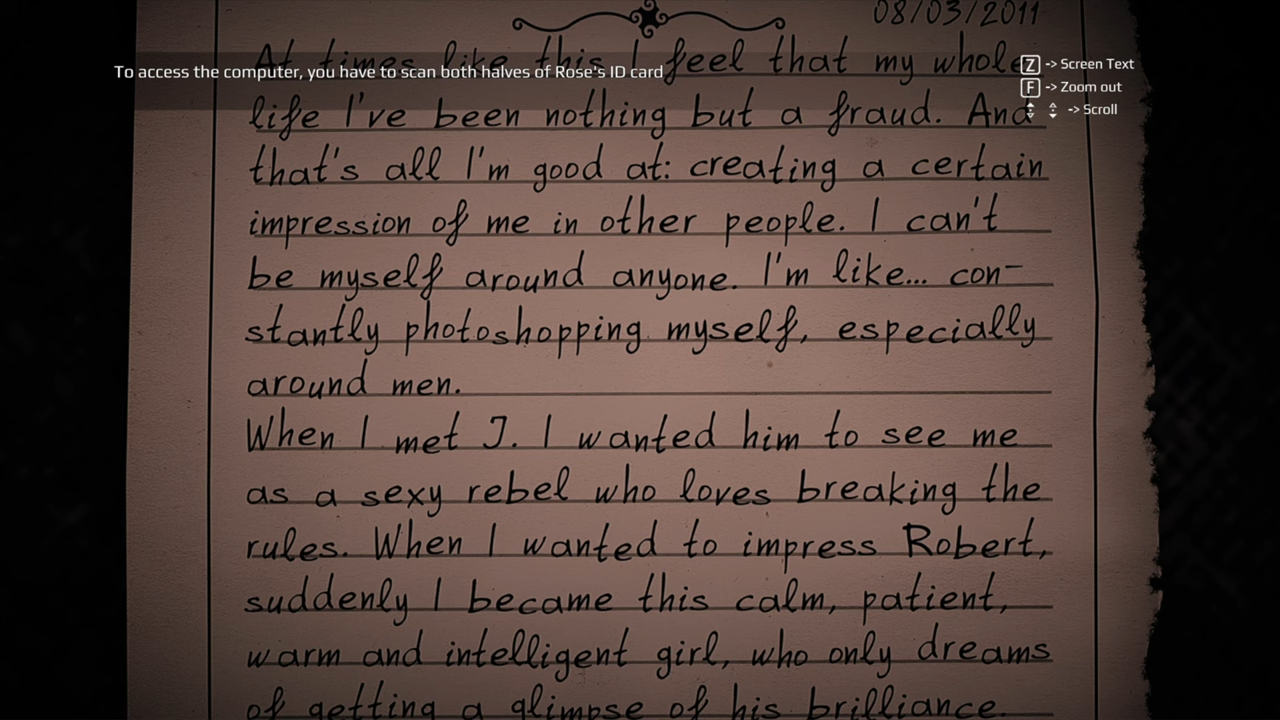 08/03/2011
At times like this I feel that my whole
To access the computer, you have to scan both halves of Rose's ID card
Z -> Screen Text
F -> Zoom out
-> Scroll
life I've been nothing but a fraud. And
that's all I'm good at: creating a certain
impression of me in other people. I can't
be myself around anyone. I'm like... con-
stantly photoshopping myself, especially
around men.
When I met J. I wanted him to see me
as a sexy rebel who loves breaking the
rules. When I wanted to impress Robert,
suddenly I became this calm, patient,
warm and intelligent girl, who only dreams
of getting a glimpse of his brilliance.